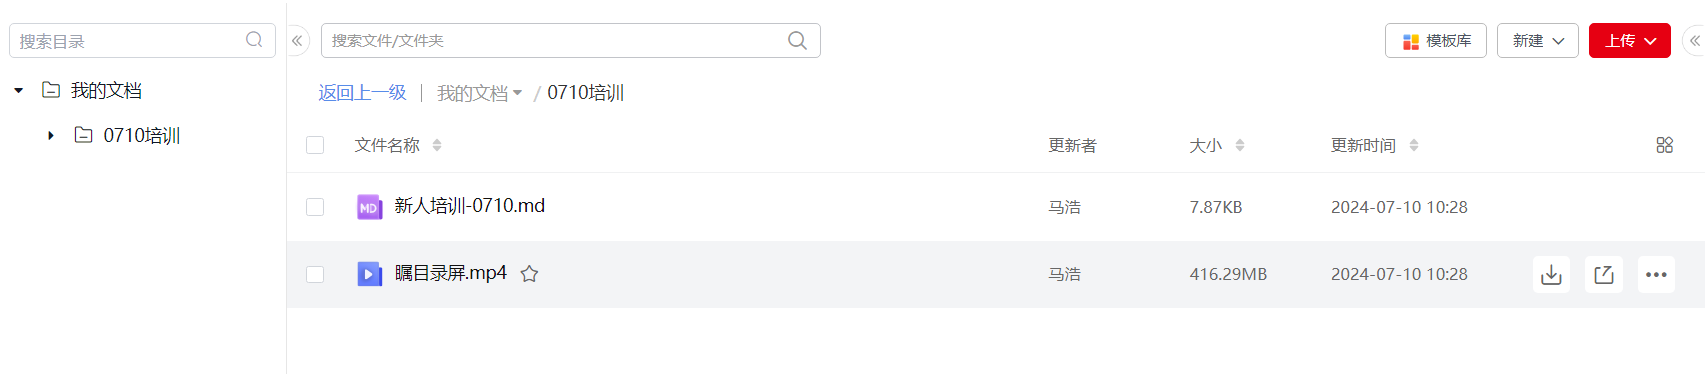 搜索目录
我的文档
0710培训
搜索文件/文件夹
模板库
新建
上传
返回上一级 | 我的文档 / 0710培训
文件名称 更新者 大小 更新时间
MD 新人培训-0710.md 马浩 7.87KB 2024-07-10 10:28
瞩目录屏.mp4 马浩 416.29MB 2024-07-10 10:28